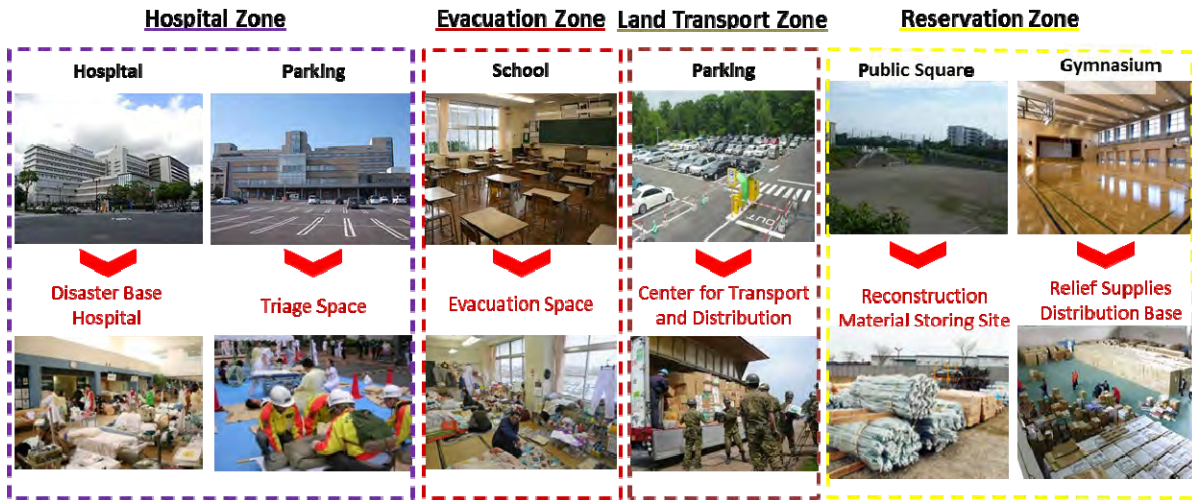 Hospital Zone
Evacuation Zone
Land Transport Zone
Reservation Zone
Hospital
Parking
School
Parking
Public Square
Gymnasium
OUT
Disaster Base
Hospital
Triage Space
Evacuation Space
Center for Transport
and Distribution
Reconstruction
Material Storing Site
Relief Supplies
Distribution Base